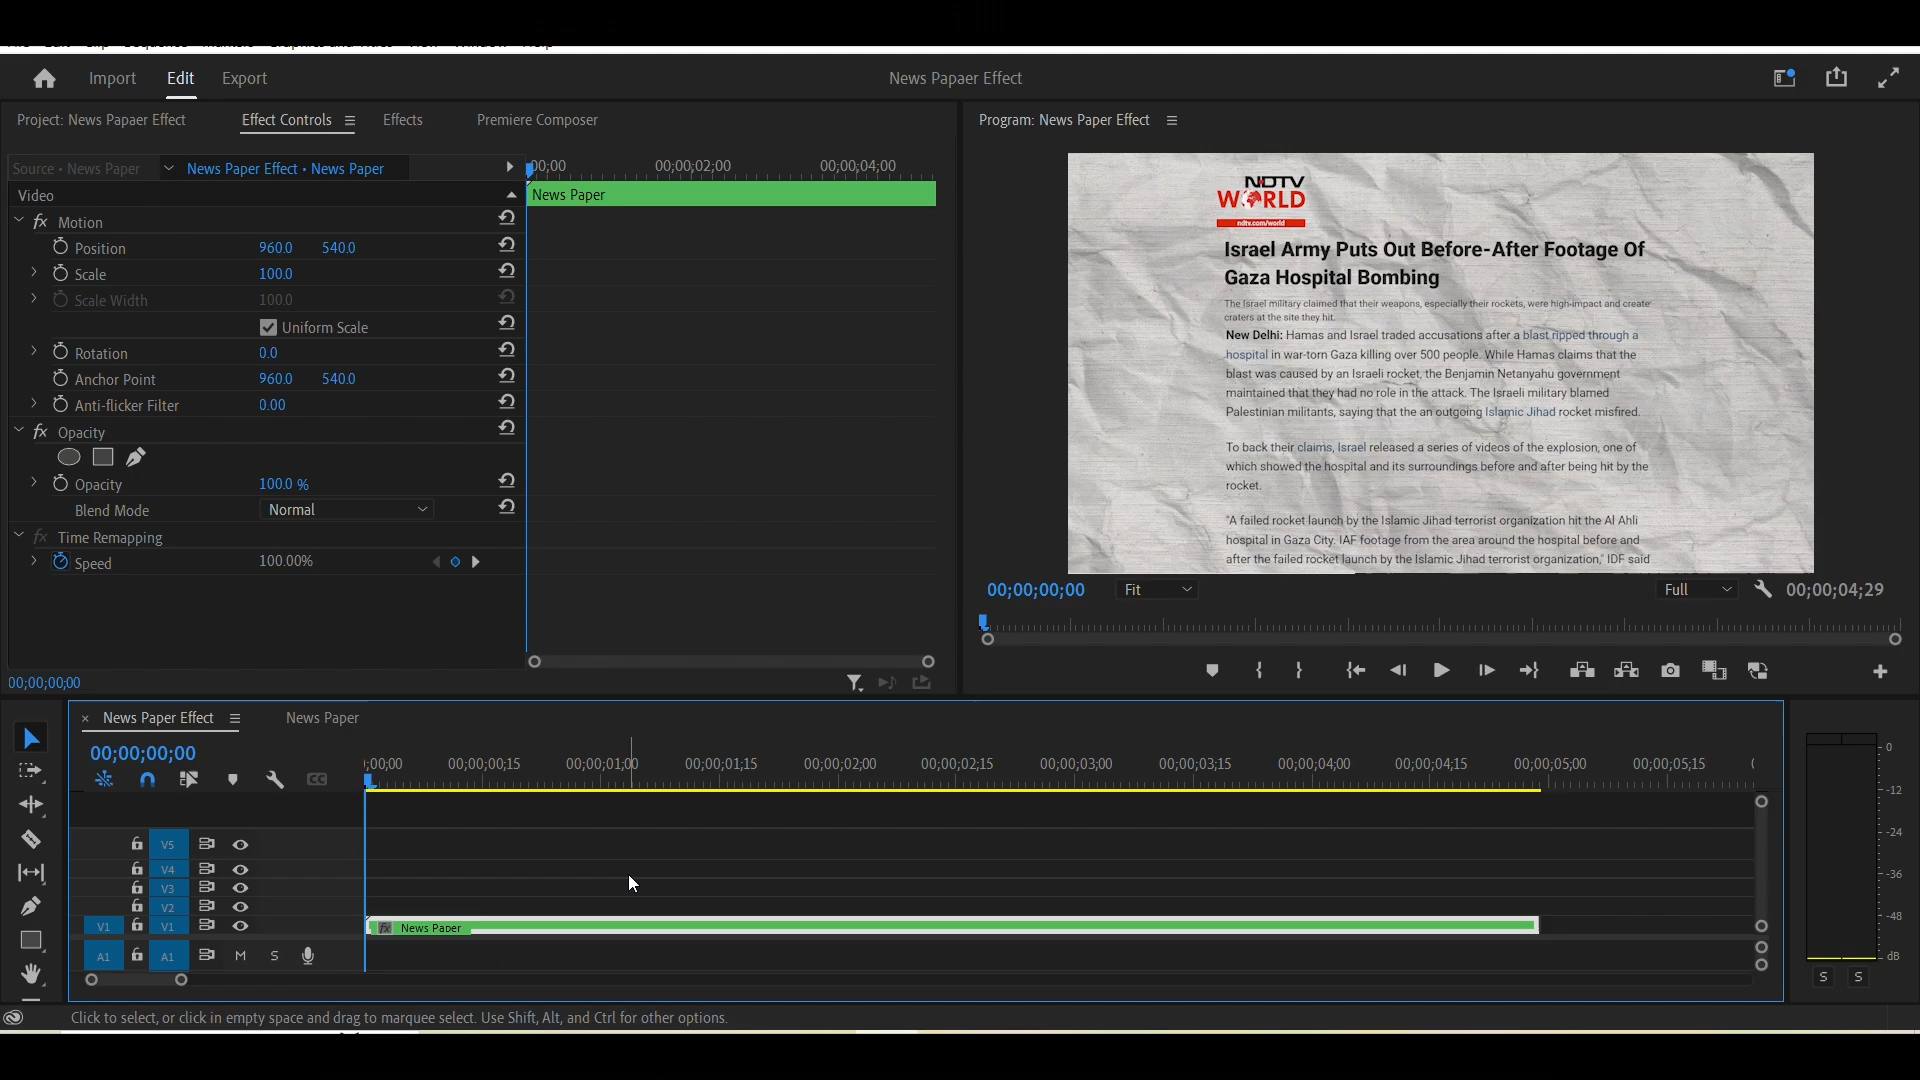 Import Edit Export News Papaer Effect
Project: News Papaer Effect Effect Controls Effects Premiere Composer
Source • News Paper News Paper Effect • News Paper
00;00 00;00;02;00 00;00;04;00
Video
News Paper
fx Motion
Position 960.0 540.0
Scale 100.0
Scale Width 100.0
Uniform Scale
Rotation 0.0
Anchor Point 960.0 540.0
Anti-flicker Filter 0.00
fx Opacity
Opacity 100.0 %
Blend Mode Normal
fx Time Remapping
Speed 100.00%
00;00;00;00
Program: News Paper Effect
NDTV
WORLD
ndtv.com/world
Israel Army Puts Out Before-After Footage Of
Gaza Hospital Bombing
The Israel military claimed that their weapons, especially their rockets, were high-impact and create
craters at the site they hit.
New Delhi: Hamas and Israel traded accusations after a blast ripped through a
hospital in war-torn Gaza killing over 500 people. While Hamas claims that the
blast was caused by an Israeli rocket, the Benjamin Netanyahu government
maintained that they had no role in the attack. The Israeli military blamed
Palestinian militants, saying that the an outgoing Islamic Jihad rocket misfired.
To back their claims, Israel released a series of videos of the explosion, one of
which showed the hospital and its surroundings before and after being hit by the
rocket.
"A failed rocket launch by the Islamic Jihad terrorist organization hit the Al Ahli
hospital in Gaza City. IAF footage from the area around the hospital before and
after the failed rocket launch by the Islamic Jihad terrorist organization," IDF said
00;00;00;00 Fit Full 00;00;04;29
× News Paper Effect News Paper
00;00;00;00
;00;00 00;00;00;15 00;00;01;00 00;00;01;15 00;00;02;00 00;00;02;15 00;00;03;00 00;00;03;15 00;00;04;00 00;00;04;15 00;00;05;00 00;00;05;15
CC
V5
V4
V3
V2
V1 V1 fx News Paper
A1 A1 M S
0
-12
-24
-36
-48
dB
S S
Click to select, or click in empty space and drag to marquee select. Use Shift, Alt, and Ctrl for other options.